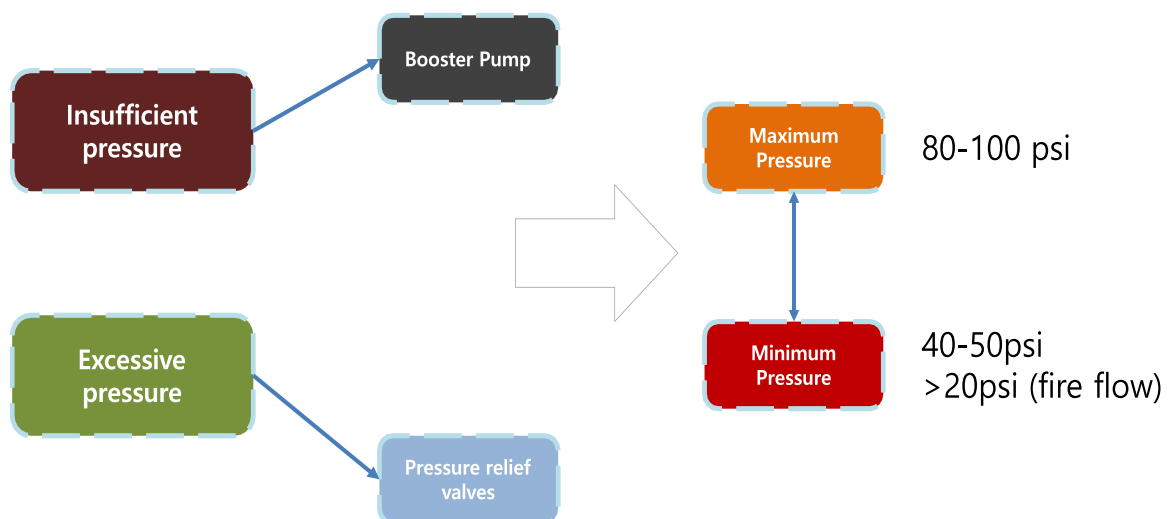 Booster Pump
Insufficient
pressure
Maximum
Pressure
80-100 psi
Excessive
pressure
Minimum
Pressure
40-50psi
>20psi (fire flow)
Pressure relief
valves